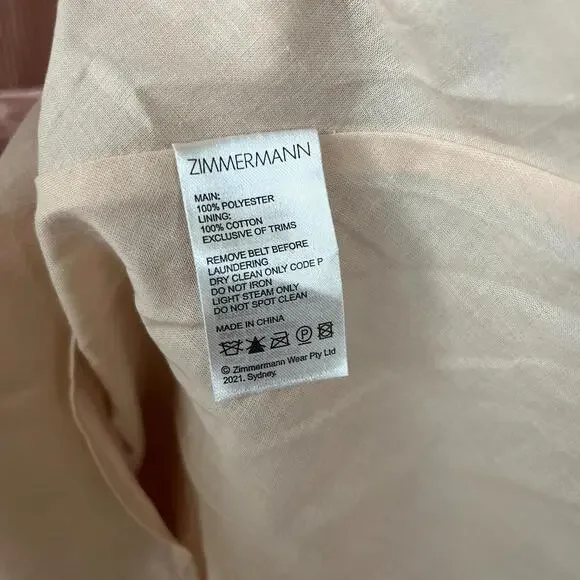 ZIMMERMANN
MAIN:
100% POLYESTER
LINING:
100% COTTON
EXCLUSIVE OF TRIMS
REMOVE BELT BEFORE
LAUNDERING
DRY CLEAN ONLY CODE P
DO NOT IRON
LIGHT STEAM ONLY
DO NOT SPOT CLEAN
MADE IN CHINA
P
© Zimmermann Wear Pty Ltd
2021. Sydney.